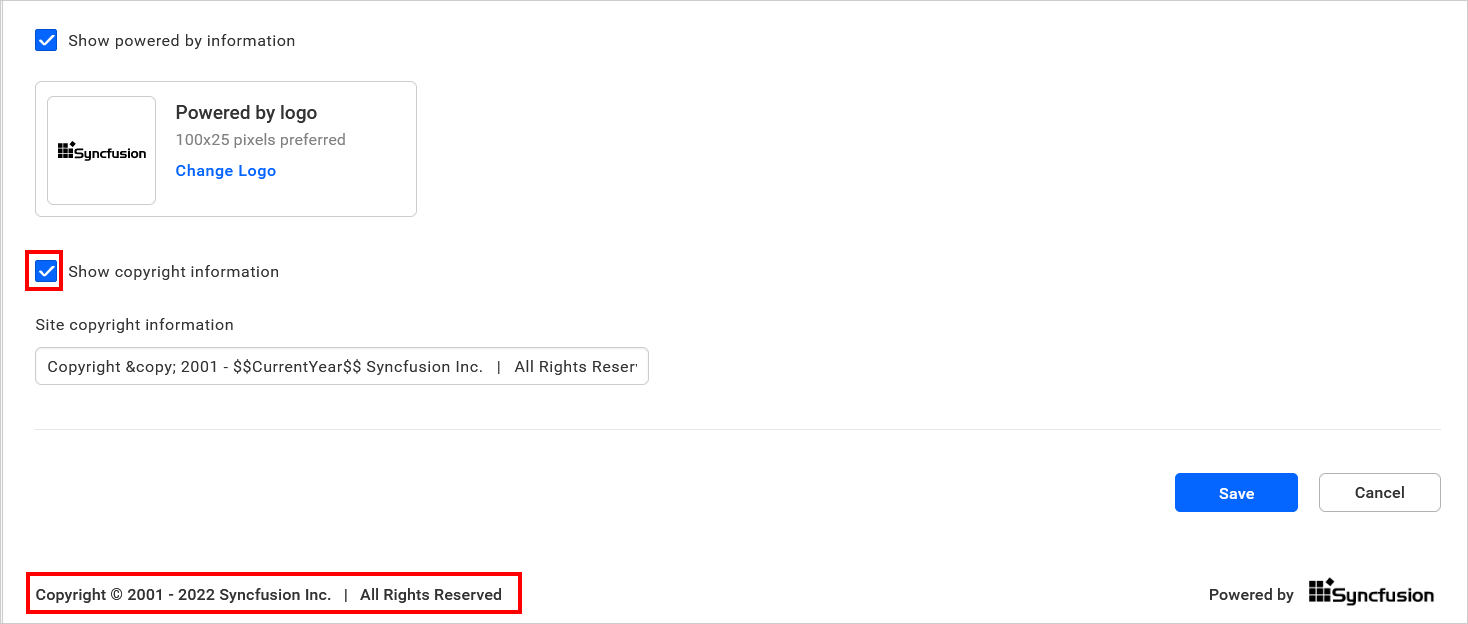 Show powered by information
Powered by logo
100x25 pixels preferred
Syncfusion
Change Logo
Show copyright information
Site copyright information
Copyright &copy; 2001 - $$CurrentYear$$ Syncfusion Inc. | All Rights Reser
Save
Cancel
Copyright © 2001 - 2022 Syncfusion Inc. | All Rights Reserved
Powered by Syncfusion